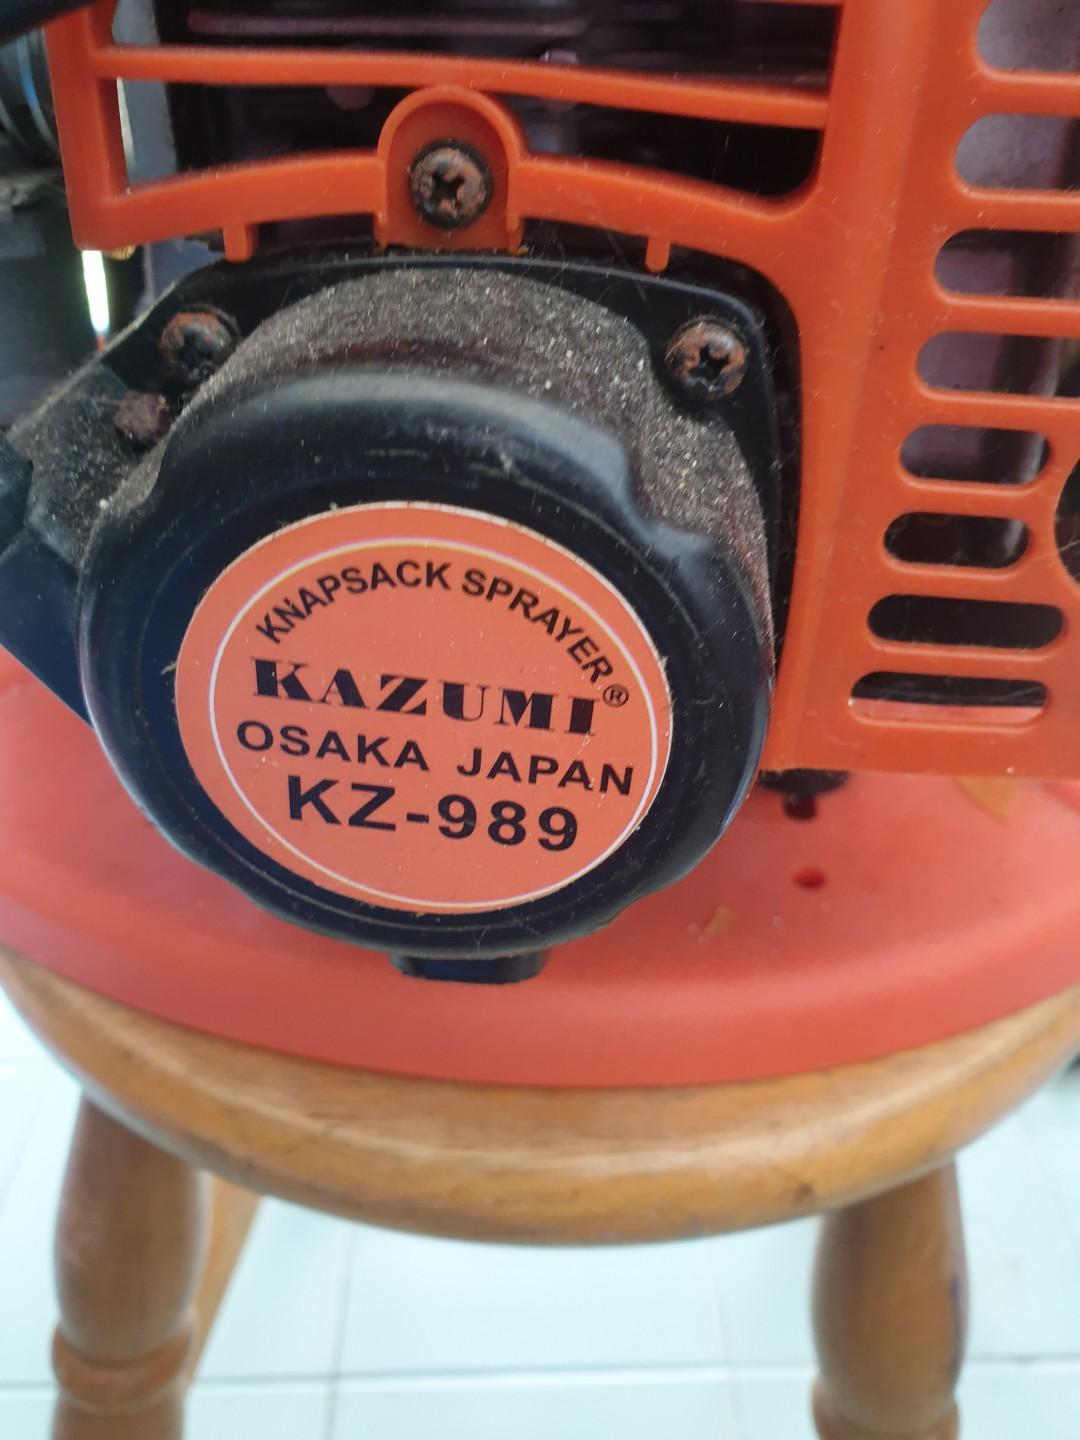 KNAPSACK SPRAYER®
KAZUMI
OSAKA JAPAN
KZ-989